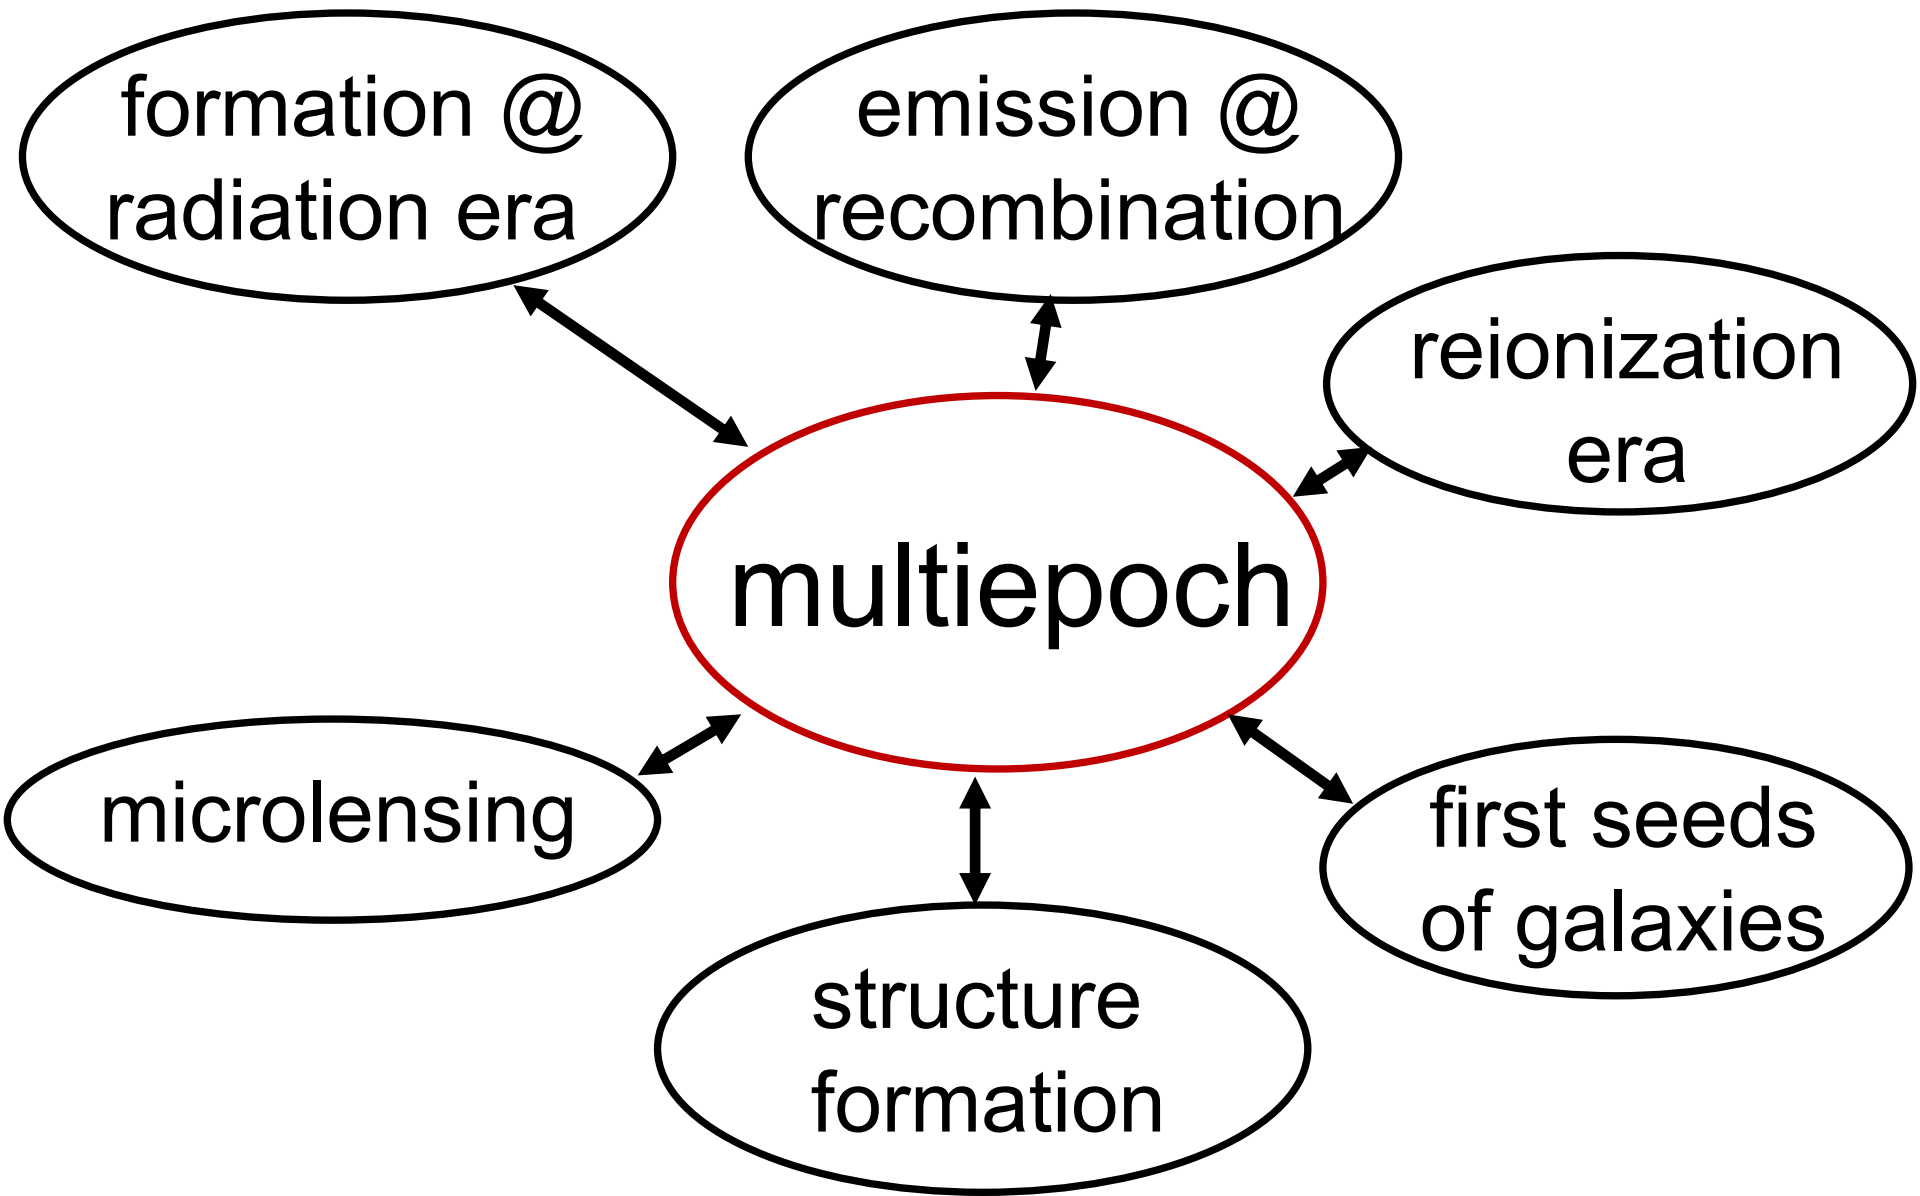 formation @
radiation era
emission @
recombination
reionization
era
multiepoch
microlensing
first seeds
of galaxies
structure
formation